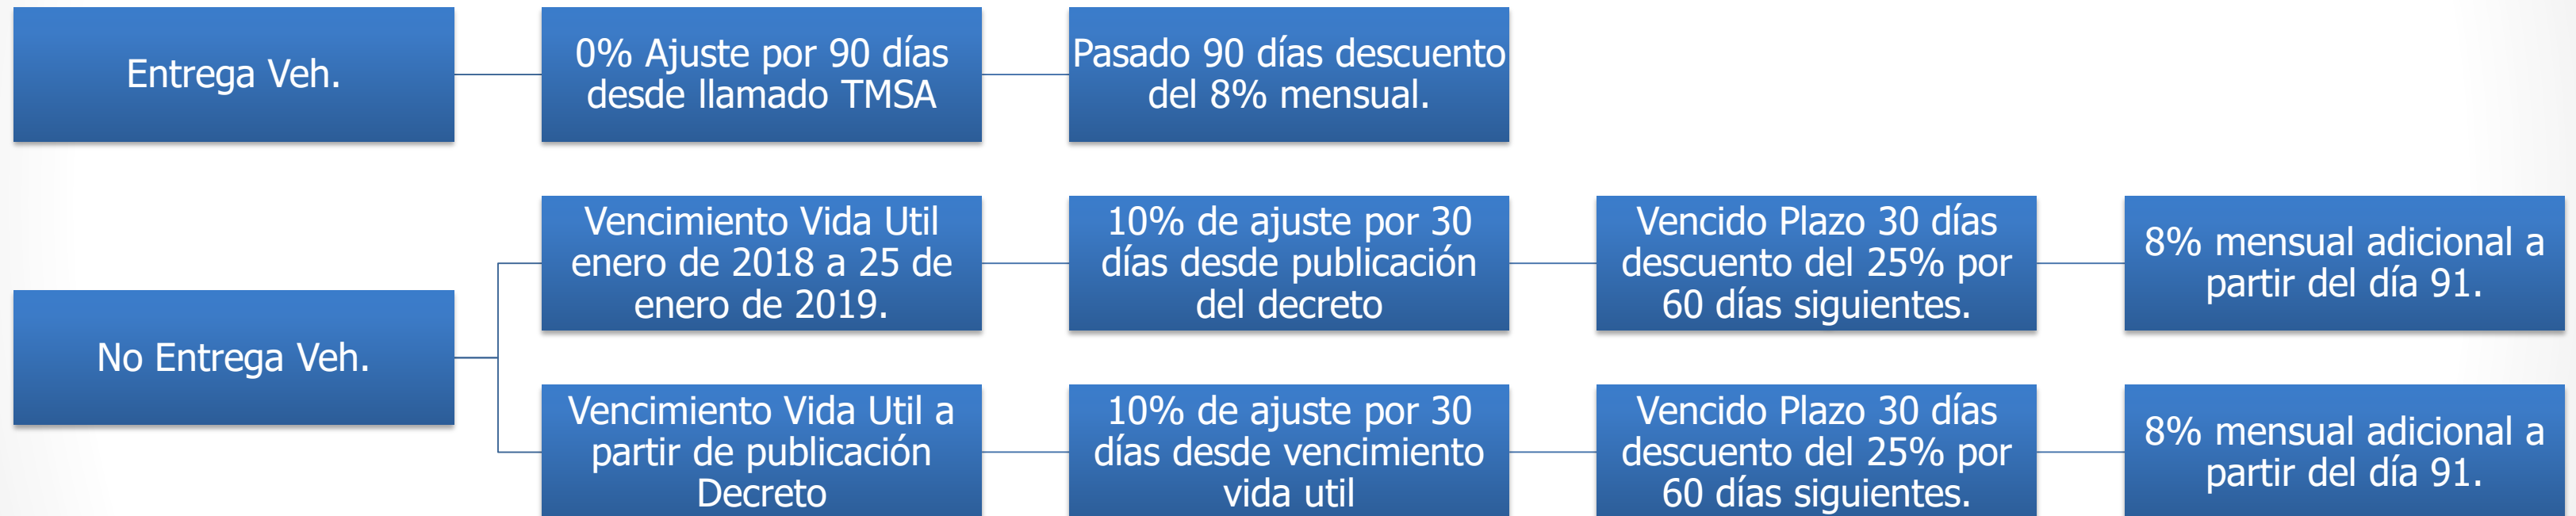 Entrega Veh.
0% Ajuste por 90 días
desde llamado TMSA
Pasado 90 días descuento
del 8% mensual.
No Entrega Veh.
Vencimiento Vida Util
enero de 2018 a 25 de
enero de 2019.
10% de ajuste por 30
días desde publicación
del decreto
Vencido Plazo 30 días
descuento del 25% por
60 días siguientes.
8% mensual adicional a
partir del día 91.
Vencimiento Vida Util a
partir de publicación
Decreto
10% de ajuste por 30
días desde vencimiento
vida util
Vencido Plazo 30 días
descuento del 25% por
60 días siguientes.
8% mensual adicional a
partir del día 91.